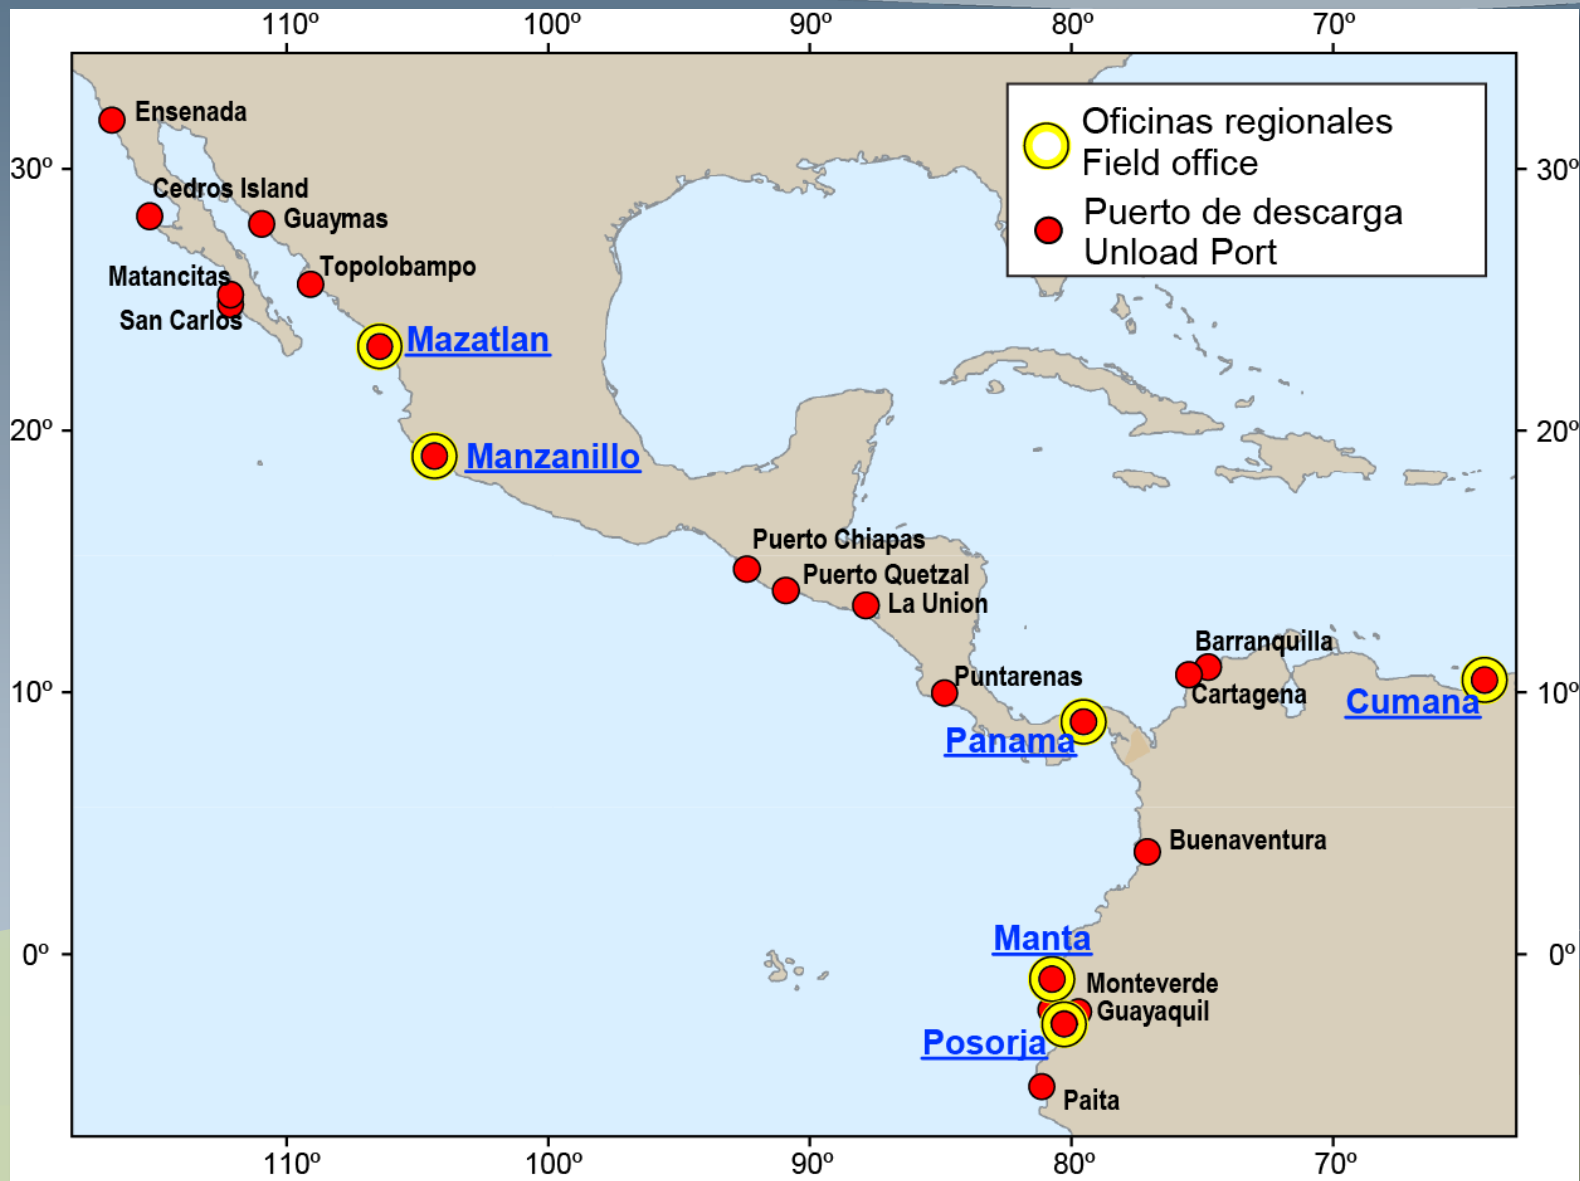 110º 100º 90º 80º 70º
Oficinas regionales
Field office
Puerto de descarga
Unload Port
Ensenada
30º 30º
Cedros Island
Guaymas
Topolobampo
Matancitas
San Carlos
Mazatlan
20º 20º
Manzanillo
Puerto Chiapas
Puerto Quetzal
La Union
Barranquilla
Puntarenas
10º 10º
Cartagena
Cumana
Panama
Buenaventura
Manta
0º 0º
Monteverde
Guayaquil
Posorja
Paita
110º 100º 90º 80º 70º